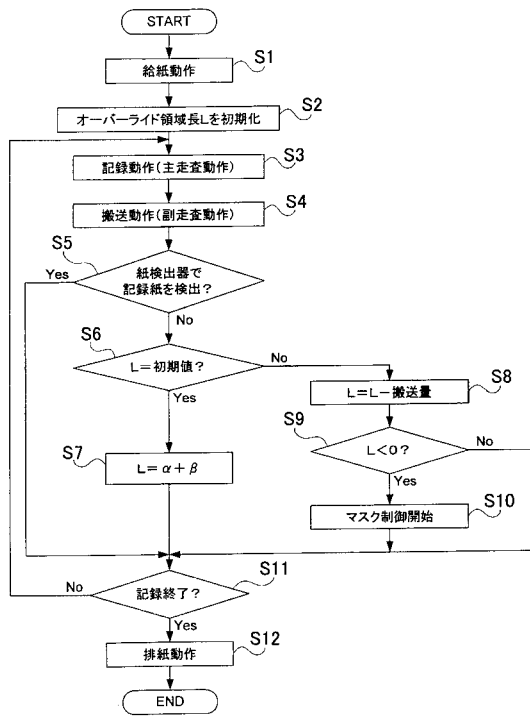 START
給紙動作
S1
オーバーライド領域長Lを初期化
S2
記録動作(主走査動作)
S3
搬送動作(副走査動作)
S4
S5
Yes
紙検出器で
記録紙を検出?
No
S6
L=初期値?
No
Yes
L=L-搬送量
S8
S9
L<0?
No
Yes
S7
L=α+β
マスク制御開始
S10
No
記録終了?
S11
Yes
排紙動作
S12
END